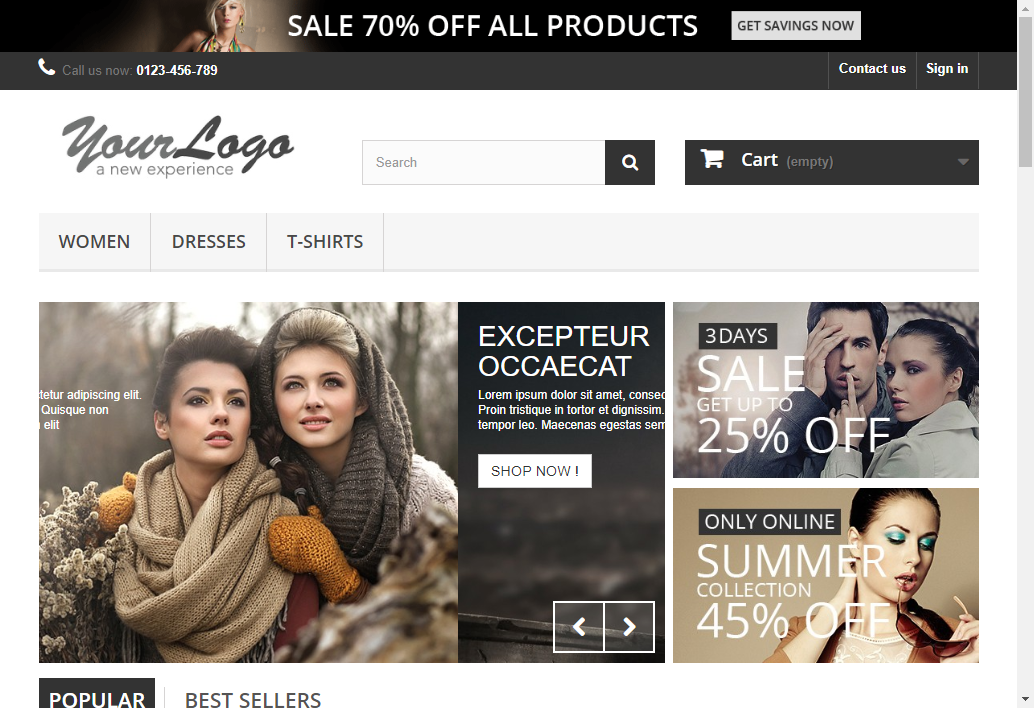 SALE 70% OFF ALL PRODUCTS
GET SAVINGS NOW
Call us now: 0123-456-789
Contact us
Sign in
YourLogo
a new experience
Search
Cart (empty)
WOMEN
DRESSES
T-SHIRTS
tetur adipiscing elit.
Quisque non
elit
EXCEPTEUR
OCCAECAT
Lorem ipsum dolor sit amet, consec
Proin tristique in tortor et dignissim.
tempor leo. Maecenas egestas sem
SHOP NOW !
3 DAYS
SALE
GET UP TO
25% OFF
ONLY ONLINE
SUMMER
COLLECTION
45% OFF
POPULAR
BEST SELLERS